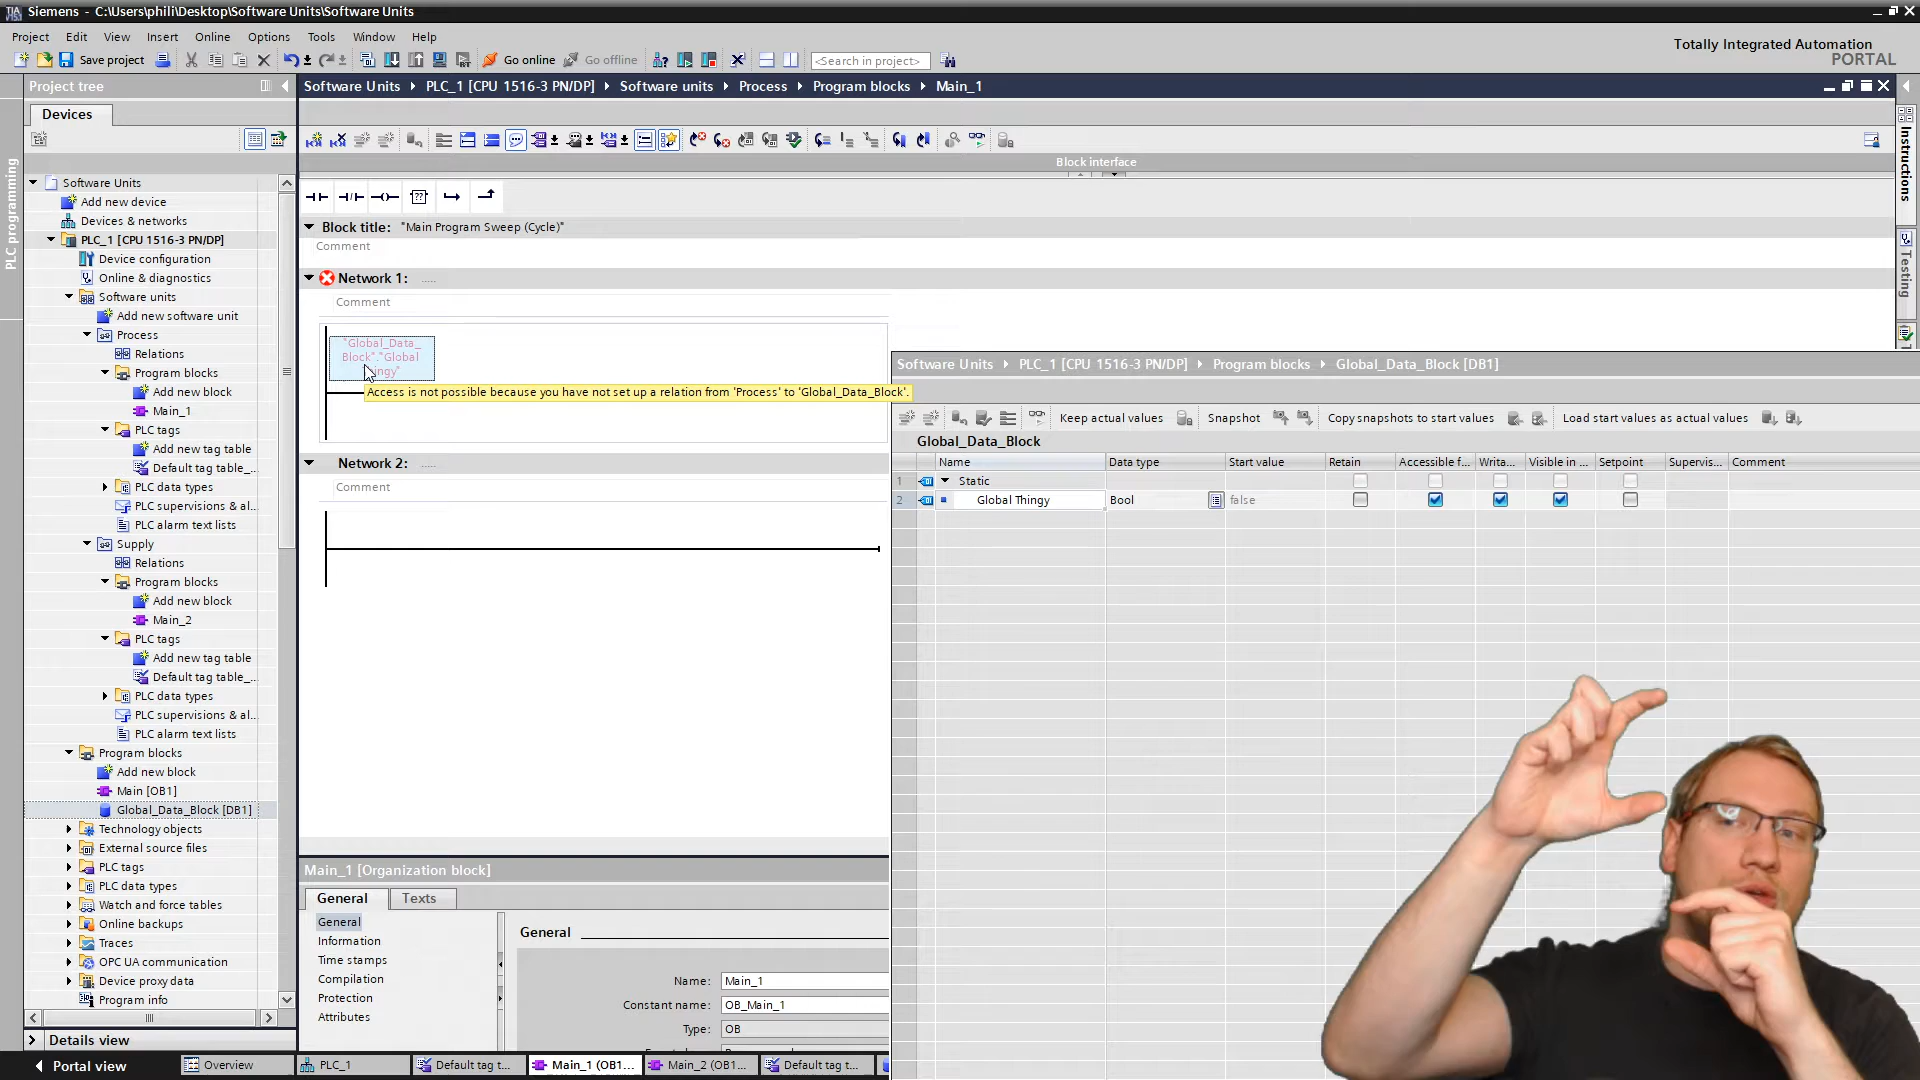 Siemens - C:\Users\phili\Desktop\Software Units\Software Units
Project Edit View Insert Online Options Tools Window Help
Totally Integrated Automation
PORTAL
Save project
Go online
Go offline
<Search in project>
Project tree
Software Units PLC_1 [CPU 1516-3 PN/DP] Software units Process Program blocks Main_1
Devices
PLC programming
Instructions
Testing
Block interface
Software Units
Add new device
Devices & networks
PLC_1 [CPU 1516-3 PN/DP]
Device configuration
Online & diagnostics
Software units
Add new software unit
Process
Relations
Program blocks
Add new block
Main_1
PLC tags
Add new tag table
Default tag table_...
PLC data types
PLC supervisions & al...
PLC alarm text lists
Supply
Relations
Program blocks
Add new block
Main_2
PLC tags
Add new tag table
Default tag table_...
PLC data types
PLC supervisions & al...
PLC alarm text lists
Program blocks
Add new block
Main [OB1]
Global_Data_Block [DB1]
Technology objects
External source files
PLC tags
PLC data types
Watch and force tables
Online backups
Traces
OPC UA communication
Device proxy data
Program info
Details view
??
Block title: "Main Program Sweep (Cycle)"
Comment
Network 1: .....
Comment
"Global_Data_
Block"."Global
Access is not possible because you have not set up a relation from 'Process' to 'Global_Data_Block'.
Network 2: .....
Comment
Software Units PLC_1 [CPU 1516-3 PN/DP] Program blocks Global_Data_Block [DB1]
Keep actual values Snapshot Copy snapshots to start values Load start values as actual values
Global_Data_Block
Name Data type Start value Retain Accessible f... Writa... Visible in ... Setpoint Supervis... Comment
1 Static
2 Global Thingy Bool false
Main_1 [Organization block]
General Texts
General
Information
Time stamps
Compilation
Protection
Attributes
General
Name: Main_1
Constant name: OB_Main_1
Type: OB
Portal view Overview PLC_1 Default tag t... Main_1 (OB1... Main_2 (OB1... Default tag t...